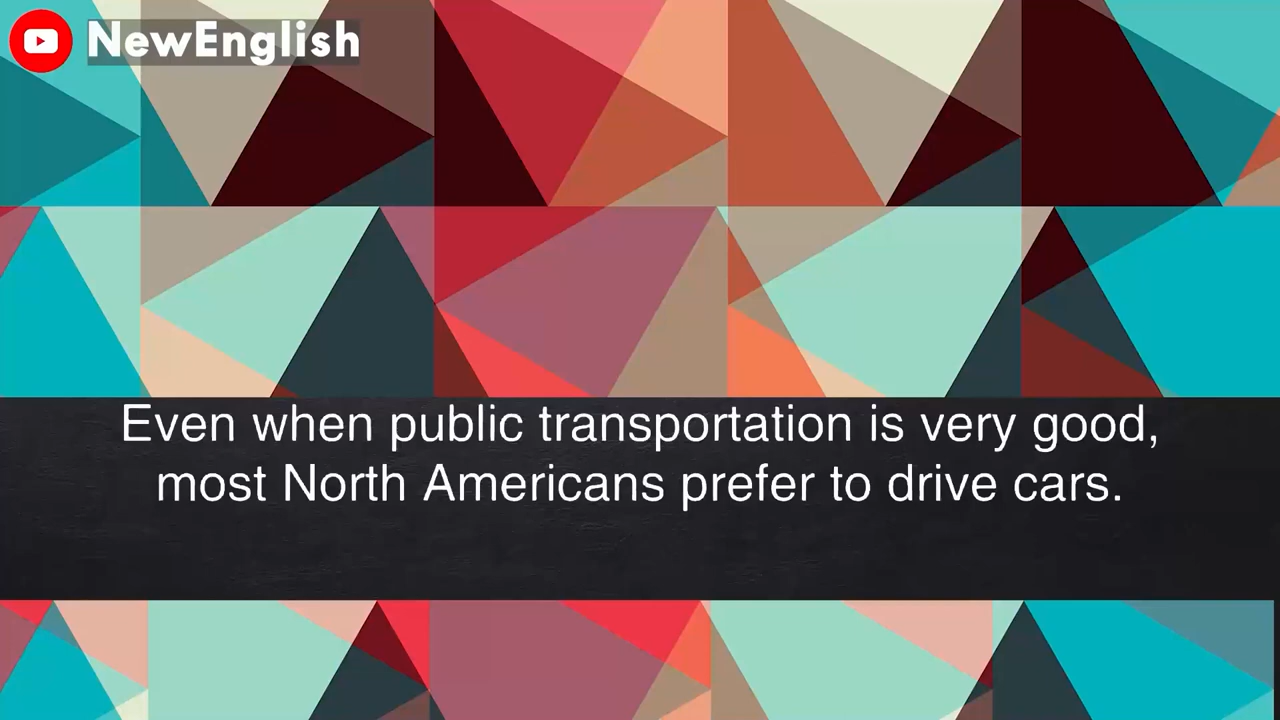 NewEnglish
Even when public transportation is very good,
most North Americans prefer to drive cars.